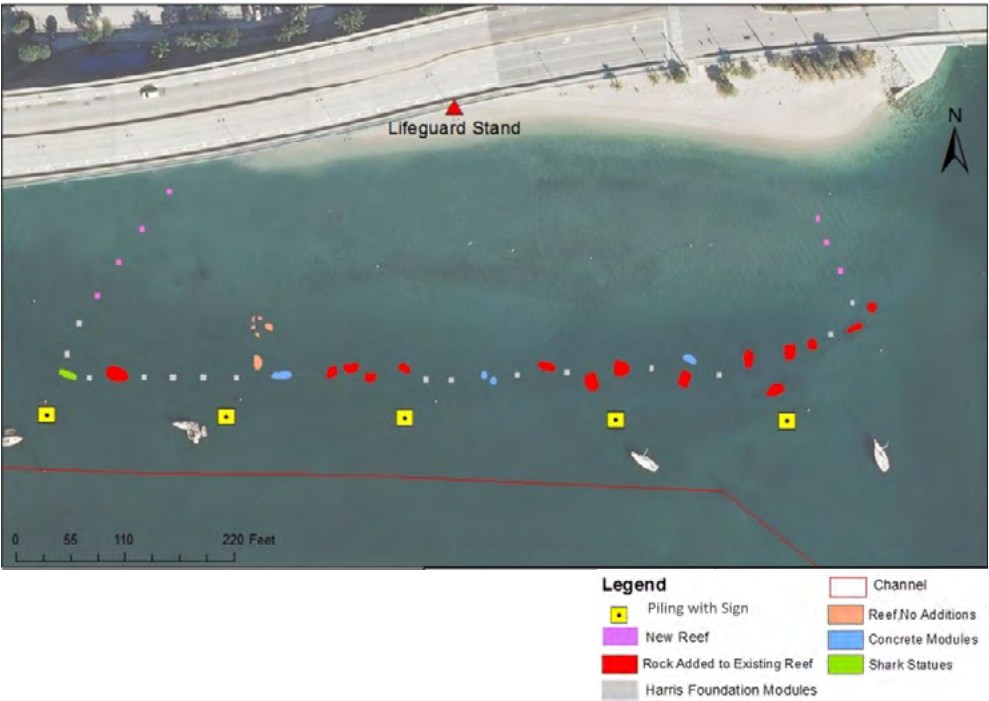 Lifeguard Stand
N
0 55 110 220 Feet
Legend
Piling with Sign
New Reef
Rock Added to Existing Reef
Harris Foundation Modules
Channel
Reef,No Additions
Concrete Modules
Shark Statues